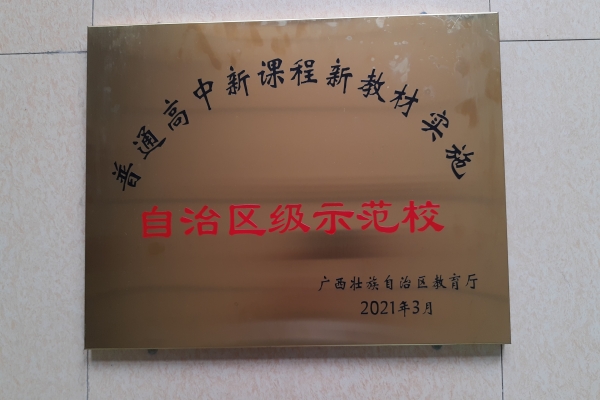 普通高中新课程新教材实施
自治区级示范校
广西壮族自治区教育厅
2021年3月